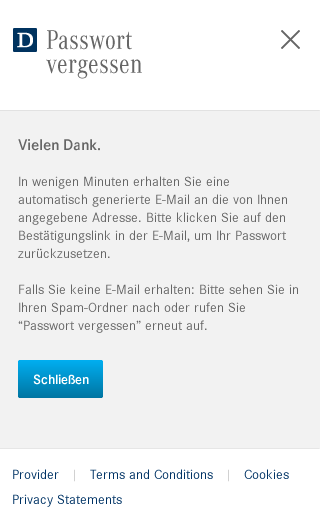 D Passwort
vergessen
Vielen Dank.
In wenigen Minuten erhalten Sie eine
automatisch generierte E-Mail an die von Ihnen
angegebene Adresse. Bitte klicken Sie auf den
Bestätigungslink in der E-Mail, um Ihr Passwort
zurückzusetzen.
Falls Sie keine E-Mail erhalten: Bitte sehen Sie in
Ihren Spam-Ordner nach oder rufen Sie
“Passwort vergessen” erneut auf.
Schließen
Provider | Terms and Conditions | Cookies
Privacy Statements